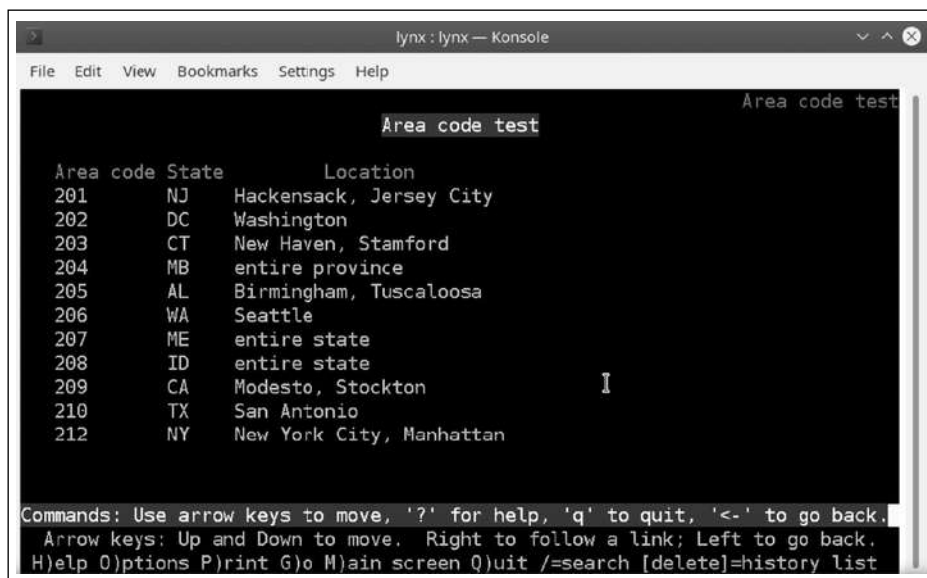 lynx : lynx — Konsole
File Edit View Bookmarks Settings Help
Area code test
Area code test
Area code State Location
201 NJ Hackensack, Jersey City
202 DC Washington
203 CT New Haven, Stamford
204 MB entire province
205 AL Birmingham, Tuscaloosa
206 WA Seattle
207 ME entire state
208 ID entire state
209 CA Modesto, Stockton
210 TX San Antonio
212 NY New York City, Manhattan
Commands: Use arrow keys to move, '?' for help, 'q' to quit, '<-' to go back.
Arrow keys: Up and Down to move. Right to follow a link; Left to go back.
H)elp O)ptions P)rint G)o M)ain screen Q)uit /=search [delete]=history list